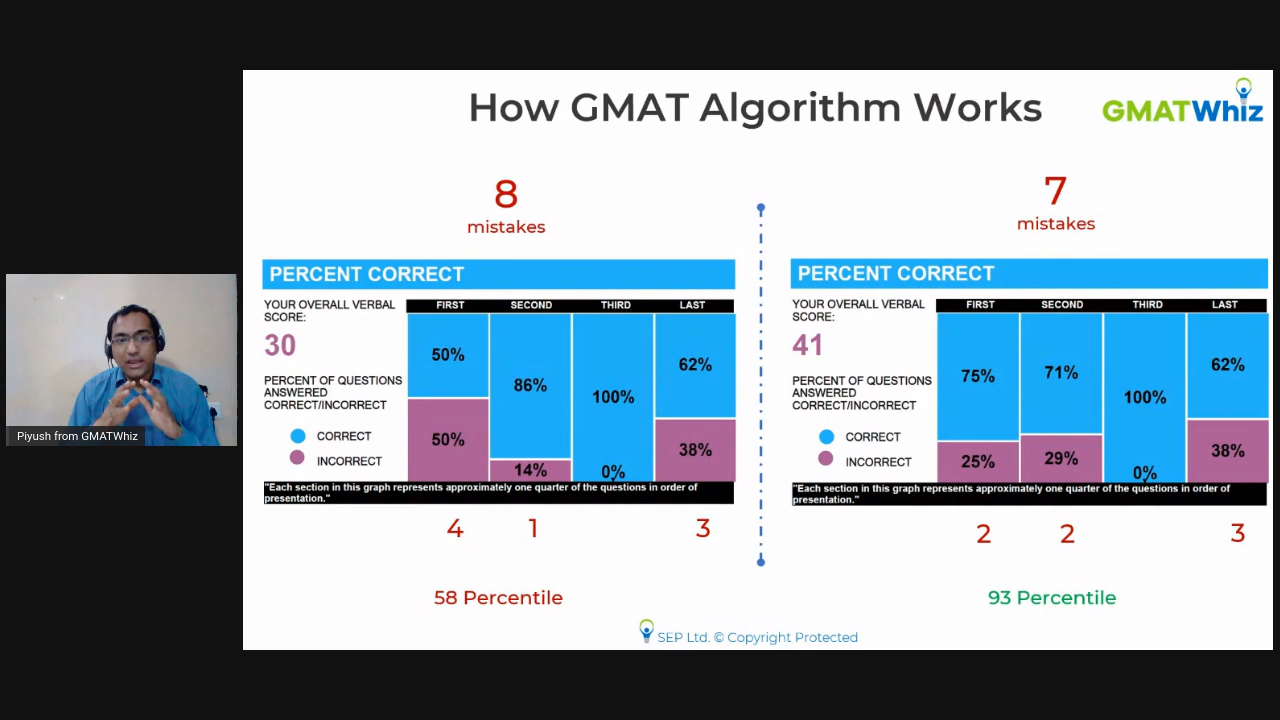 How GMAT Algorithm Works
GMATWhiz
8
mistakes
7
mistakes
PERCENT CORRECT
YOUR OVERALL VERBAL
SCORE:
30
PERCENT OF QUESTIONS
ANSWERED
CORRECT/INCORRECT
CORRECT
INCORRECT
FIRST SECOND THIRD LAST
50% 86% 100% 62%
50% 14% 0% 38%
"Each section in this graph represents approximately one quarter of the questions in order of
presentation."
4 1 3
58 Percentile
PERCENT CORRECT
YOUR OVERALL VERBAL
SCORE:
41
PERCENT OF QUESTIONS
ANSWERED
CORRECT/INCORRECT
CORRECT
INCORRECT
FIRST SECOND THIRD LAST
75% 71% 100% 62%
25% 29% 0% 38%
"Each section in this graph represents approximately one quarter of the questions in order of
presentation."
2 2 3
93 Percentile
SEP Ltd. © Copyright Protected
Piyush from GMATWhiz